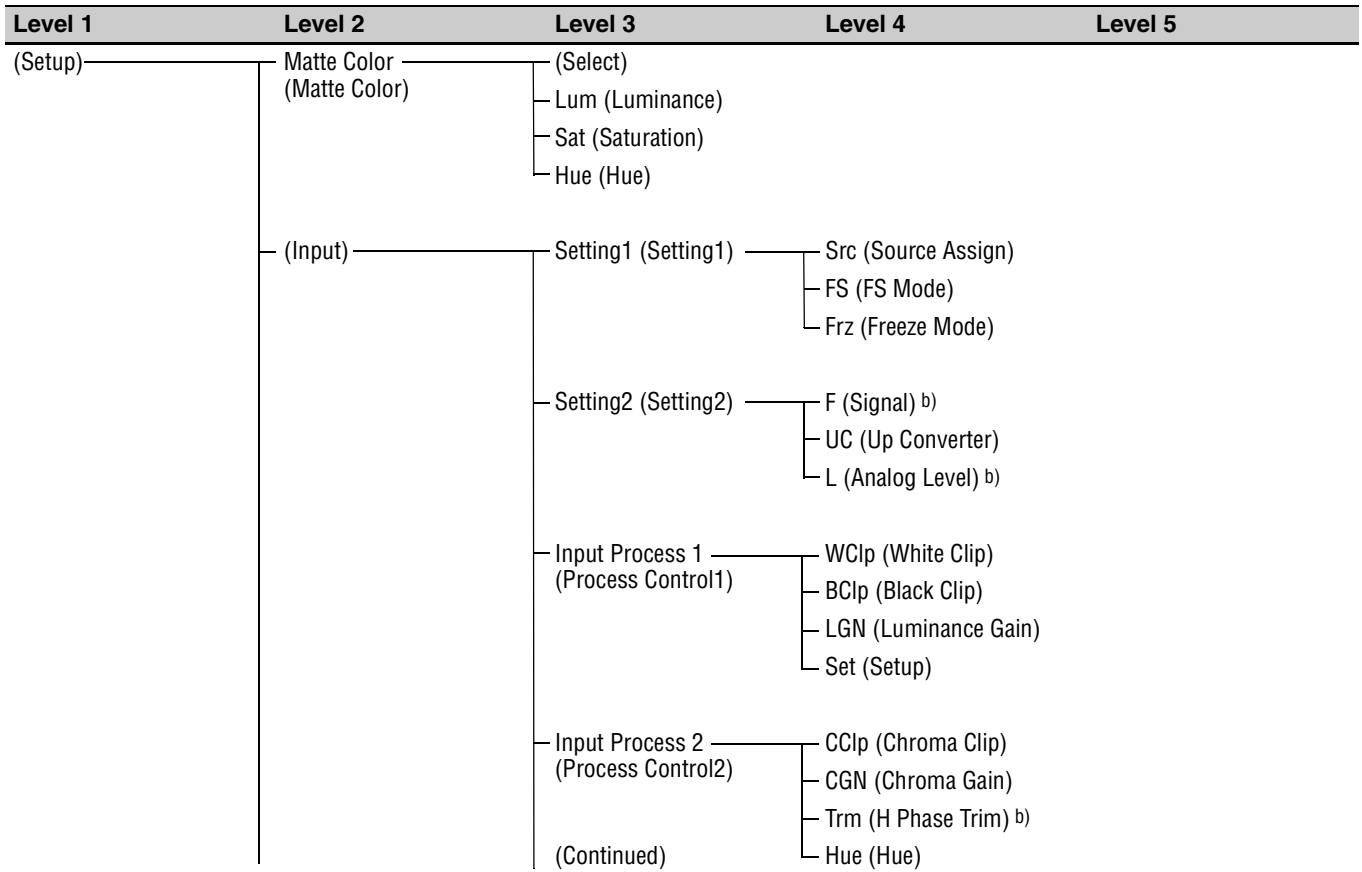 Level 1 Level 2 Level 3 Level 4 Level 5
(Setup) Matte Color (Select)
(Matte Color)
Lum (Luminance)
Sat (Saturation)
Hue (Hue)
(Input) Setting1 (Setting1) Src (Source Assign)
FS (FS Mode)
Frz (Freeze Mode)
Setting2 (Setting2) F (Signal) b)
UC (Up Converter)
L (Analog Level) b)
Input Process 1 WClp (White Clip)
(Process Control1) BClp (Black Clip)
LGN (Luminance Gain)
Set (Setup)
Input Process 2 CClp (Chroma Clip)
(Process Control2) CGN (Chroma Gain)
Trm (H Phase Trim) b)
(Continued) Hue (Hue)